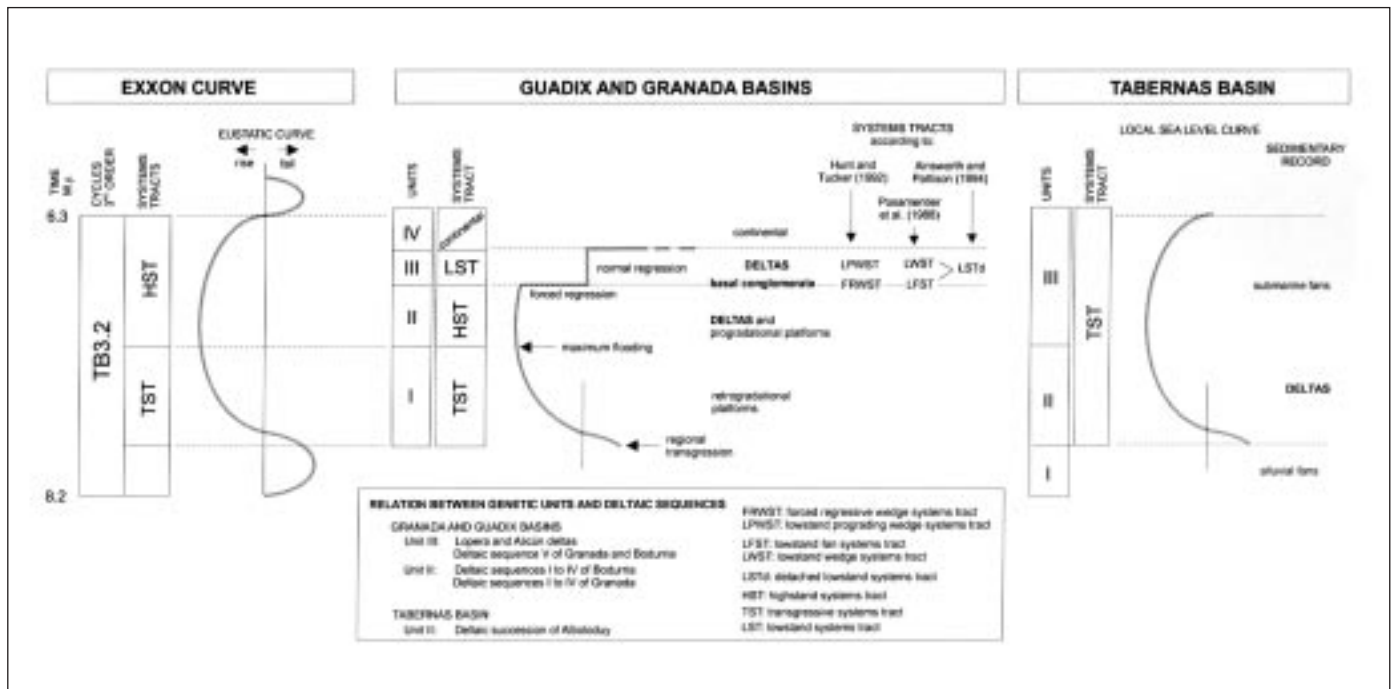 EXXON CURVE
EUSTATIC CURVE
rise fall
TIME
M.y.
CYCLES
3rd ORDER
SYSTEMS
TRACTS
6.3
8.2
TB3.2
HST
TST
GUADIX AND GRANADA BASINS
UNITS
SYSTEMS
TRACT
IV
continental
III
LST
II
HST
I
TST
SYSTEMS TRACTS
according to:
Hunt and
Tucker (1992)
Ainsworth and
Pattison (1994)
Posamentier
et al. (1988)
continental
normal regression
DELTAS
LPWST
LWST
LSTd
forced regression
basal conglomerate
FRWST
LFST
DELTAS and
progradational platforms
maximum flooding
retrogradational
platforms
regional
transgression
TABERNAS BASIN
LOCAL SEA LEVEL CURVE
SEDIMENTARY
RECORD
UNITS
SYSTEMS
TRACT
III
II
I
TST
submarine fans
DELTAS
alluvial fans
RELATION BETWEEN GENETIC UNITS AND DELTAIC SEQUENCES
GRANADA AND GUADIX BASINS
Unit III: Lopera and Alicún deltas
Deltaic sequence V of Granada and Bodurria
Unit II: Deltaic sequences I to IV of Bodurria
Deltaic sequences I to IV of Granada
TABERNAS BASIN
Unit II: Deltaic succession of Alboloduy
FRWST: forced regressive wedge systems tract
LPWST: lowstand prograding wedge systems tract
LFST: lowstand fan systems tract
LWST: lowstand wedge systems tract
LSTd: detached lowstand systems tract
HST: highstand systems tract
TST: transgressive systems tract
LST: lowstand systems tract